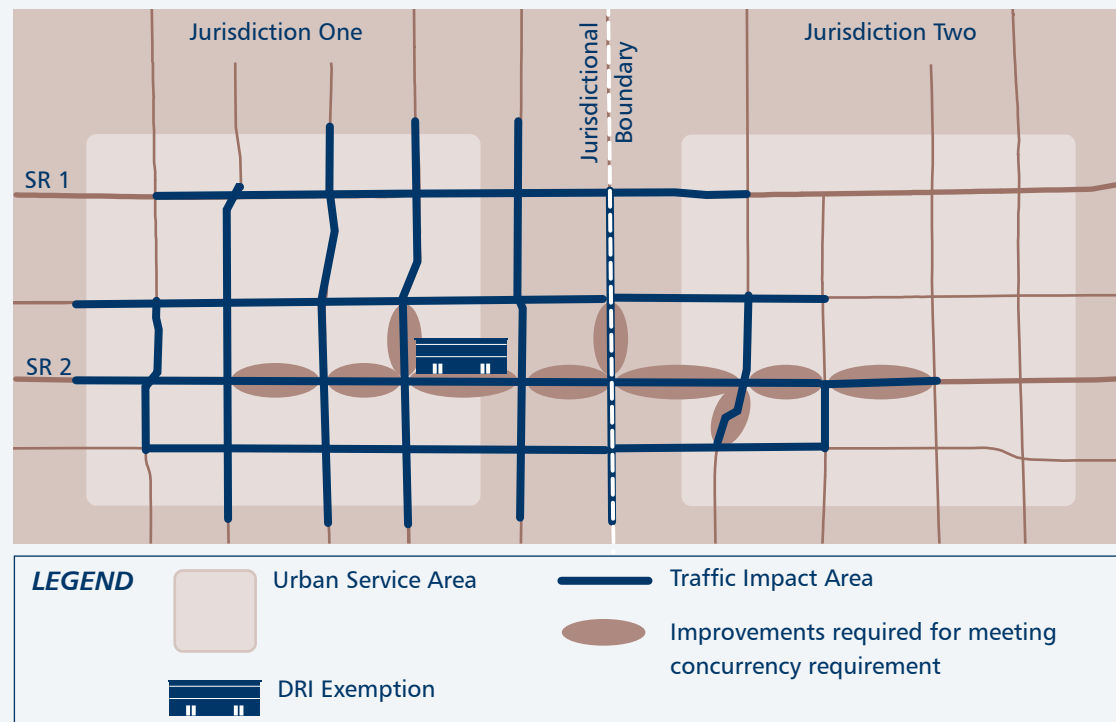 Jurisdiction One
Jurisdictional
Boundary
Jurisdiction Two
SR 1
SR 2
LEGEND
Urban Service Area
Traffic Impact Area
Improvements required for meeting
concurrency requirement
DRI Exemption